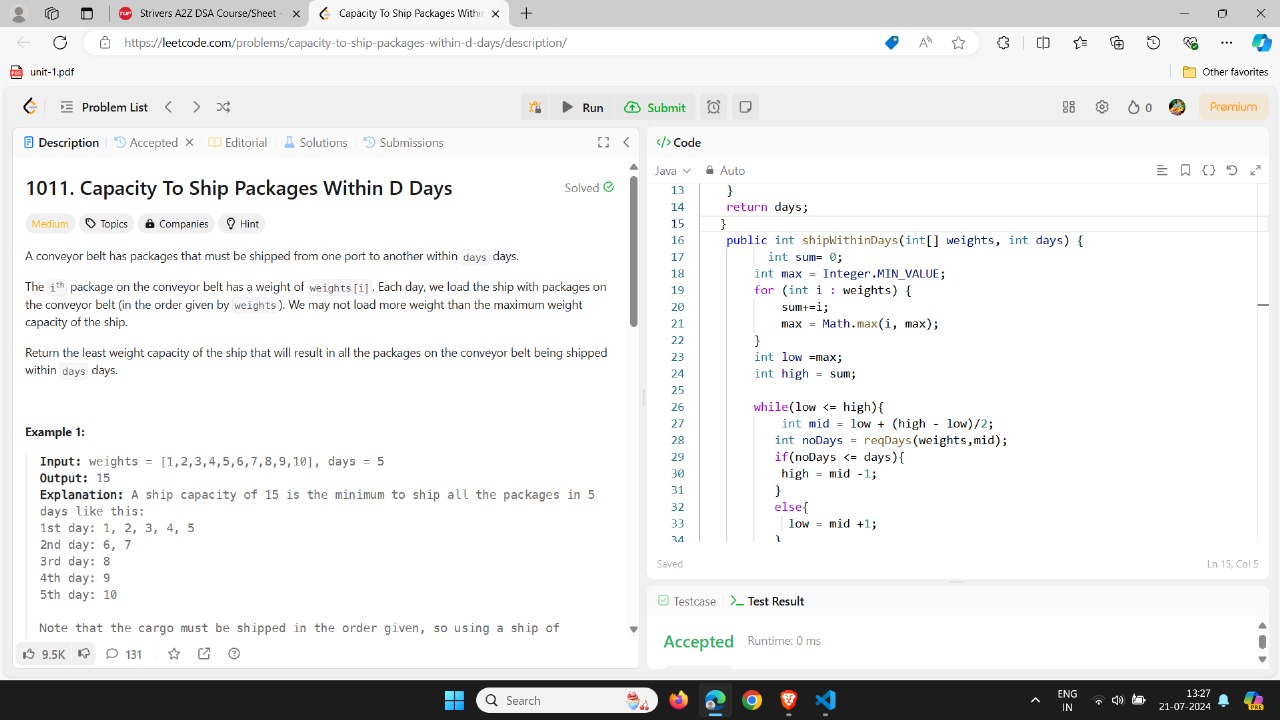 Strivers A2Z DSA Course/Sheet -
Capacity To Ship Packages Within
https://leetcode.com/problems/capacity-to-ship-packages-within-d-days/description/
unit-1.pdf
Other favorites
Problem List
Run
Submit
0
Premium
Description
Accepted
Editorial
Solutions
Submissions
1011. Capacity To Ship Packages Within D Days
Solved
Medium
Topics
Companies
Hint
A conveyor belt has packages that must be shipped from one port to another within days days.
The ith package on the conveyor belt has a weight of weights[i]. Each day, we load the ship with packages on
the conveyor belt (in the order given by weights). We may not load more weight than the maximum weight
capacity of the ship.
Return the least weight capacity of the ship that will result in all the packages on the conveyor belt being shipped
within days days.
Example 1:
Input: weights = [1,2,3,4,5,6,7,8,9,10], days = 5
Output: 15
Explanation: A ship capacity of 15 is the minimum to ship all the packages in 5
days like this:
1st day: 1, 2, 3, 4, 5
2nd day: 6, 7
3rd day: 8
4th day: 9
5th day: 10
Note that the cargo must be shipped in the order given, so using a ship of
9.5K
131
</> Code
Java
Auto
13 }
14 return days;
15 }
16 public int shipWithinDays(int[] weights, int days) {
17 int sum= 0;
18 int max = Integer.MIN_VALUE;
19 for (int i : weights) {
20 sum+=i;
21 max = Math.max(i, max);
22 }
23 int low =max;
24 int high = sum;
25
26 while(low <= high){
27 int mid = low + (high - low)/2;
28 int noDays = reqDays(weights,mid);
29 if(noDays <= days){
30 high = mid -1;
31 }
32 else{
33 low = mid +1;
34 }
Saved
Ln 15, Col 5
Testcase
Test Result
Accepted
Runtime: 0 ms
Search
ENG
IN
13:27
21-07-2024